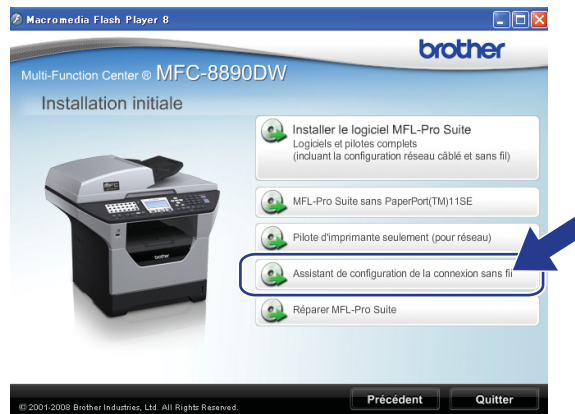 Macromedia Flash Player 8
brother
Multi-Function Center ® MFC-8890DW
Installation initiale
Installer le logiciel MFL-Pro Suite
Logiciels et pilotes complets
(incluant la configuration réseau câblé et sans fil)
MFL-Pro Suite sans PaperPort(TM)11SE
Pilote d'imprimante seulement (pour réseau)
Assistant de configuration de la connexion sans fil
Réparer MFL-Pro Suite
brother
Précédent
Quitter
© 2001-2008 Brother Industries, Ltd. All Rights Reserved.